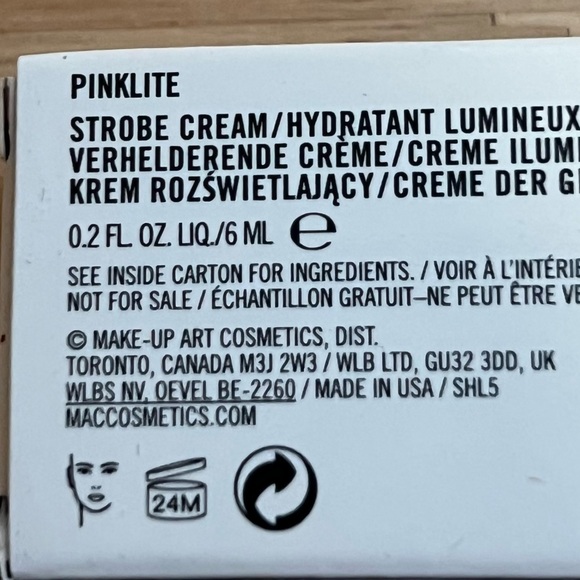 PINKLITE
STROBE CREAM/HYDRATANT LUMINEUX
VERHELDERENDE CRÈME/CREME ILUMI
KREM ROZŚWIETLAJĄCY/CREME DER G
0.2 FL. OZ. LIQ./6 ML ℮
SEE INSIDE CARTON FOR INGREDIENTS. / VOIR À L'INTÉRIE
NOT FOR SALE / ÉCHANTILLON GRATUIT–NE PEUT ÊTRE VE
© MAKE-UP ART COSMETICS, DIST.
TORONTO, CANADA M3J 2W3 / WLB LTD, GU32 3DD, UK
WLBS NV, OEVEL BE-2260 / MADE IN USA / SHL5
MACCOSMETICS.COM
24M